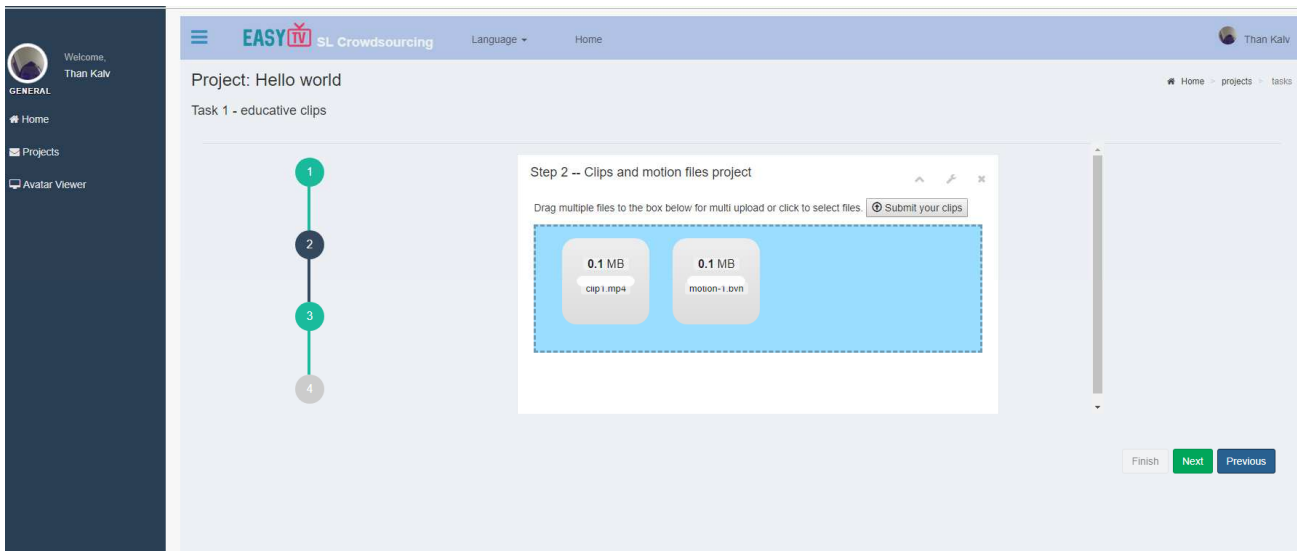 Welcome,
Than Kalv
GENERAL
Home
Projects
Avatar Viewer
EASY TV SL Crowdsourcing
Language
Home
Than Kalv
Project: Hello world
Home > projects > tasks
Task 1 - educative clips
1
2
3
4
Step 2 -- Clips and motion files project
Drag multiple files to the box below for multi upload or click to select files. Submit your clips
0.1 MB
clip1.mp4
0.1 MB
Finish
Next
Previous